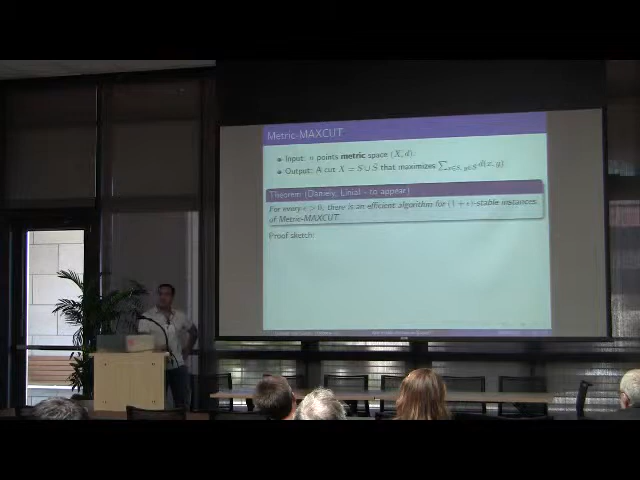 Metric-MAXCUT
Input: n points metric space (X, d).
Output: A cut X = S ∪ S̄ that maximizes ∑x∈S, y∈S̄ d(x, y)
Theorem (Daniely, Linial - to appear)
For every ε > 0, there is an efficient algorithm for (1 + ε)-stable instances
of Metric-MAXCUT.
Proof sketch: